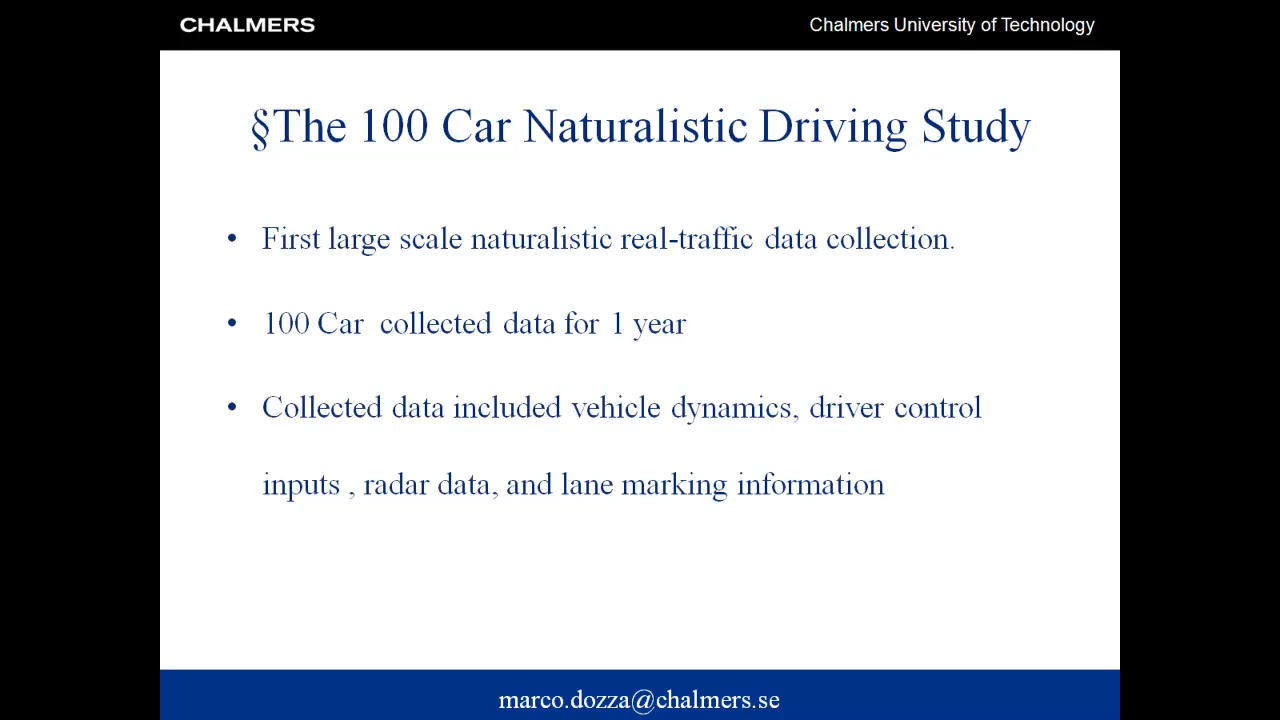 CHALMERS
Chalmers University of Technology
§The 100 Car Naturalistic Driving Study
• First large scale naturalistic real-traffic data collection.
• 100 Car collected data for 1 year
• Collected data included vehicle dynamics, driver control
inputs , radar data, and lane marking information
marco.dozza@chalmers.se